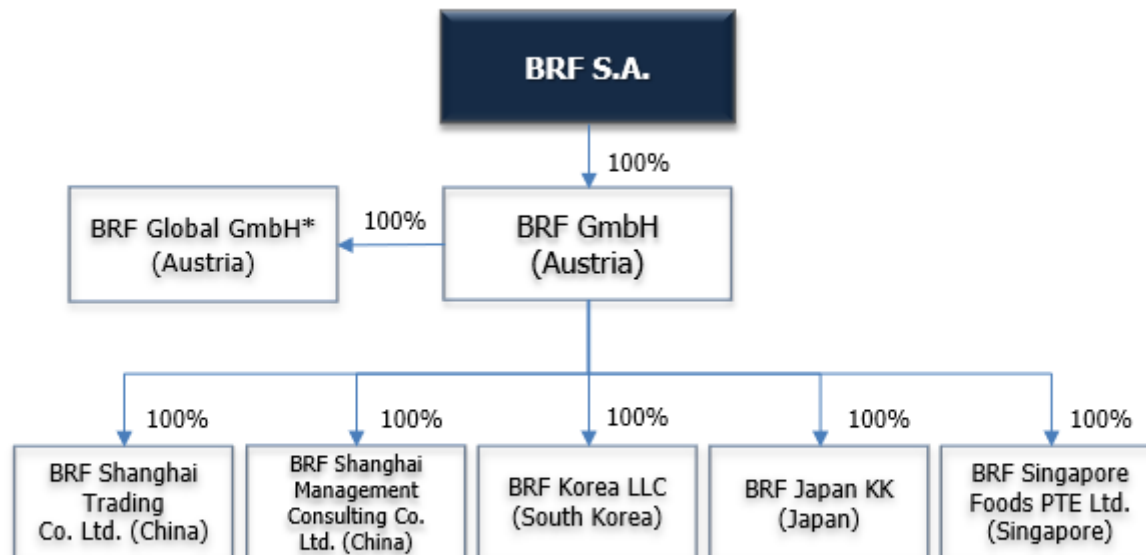 BRF S.A.
100%
BRF Global GmbH*
(Austria)
100%
BRF GmbH
(Austria)
100%
100%
100%
100%
100%
BRF Shanghai
Trading
Co. Ltd. (China)
BRF Shanghai
Management
Consulting Co.
Ltd. (China)
BRF Korea LLC
(South Korea)
BRF Japan KK
(Japan)
BRF Singapore
Foods PTE Ltd.
(Singapore)